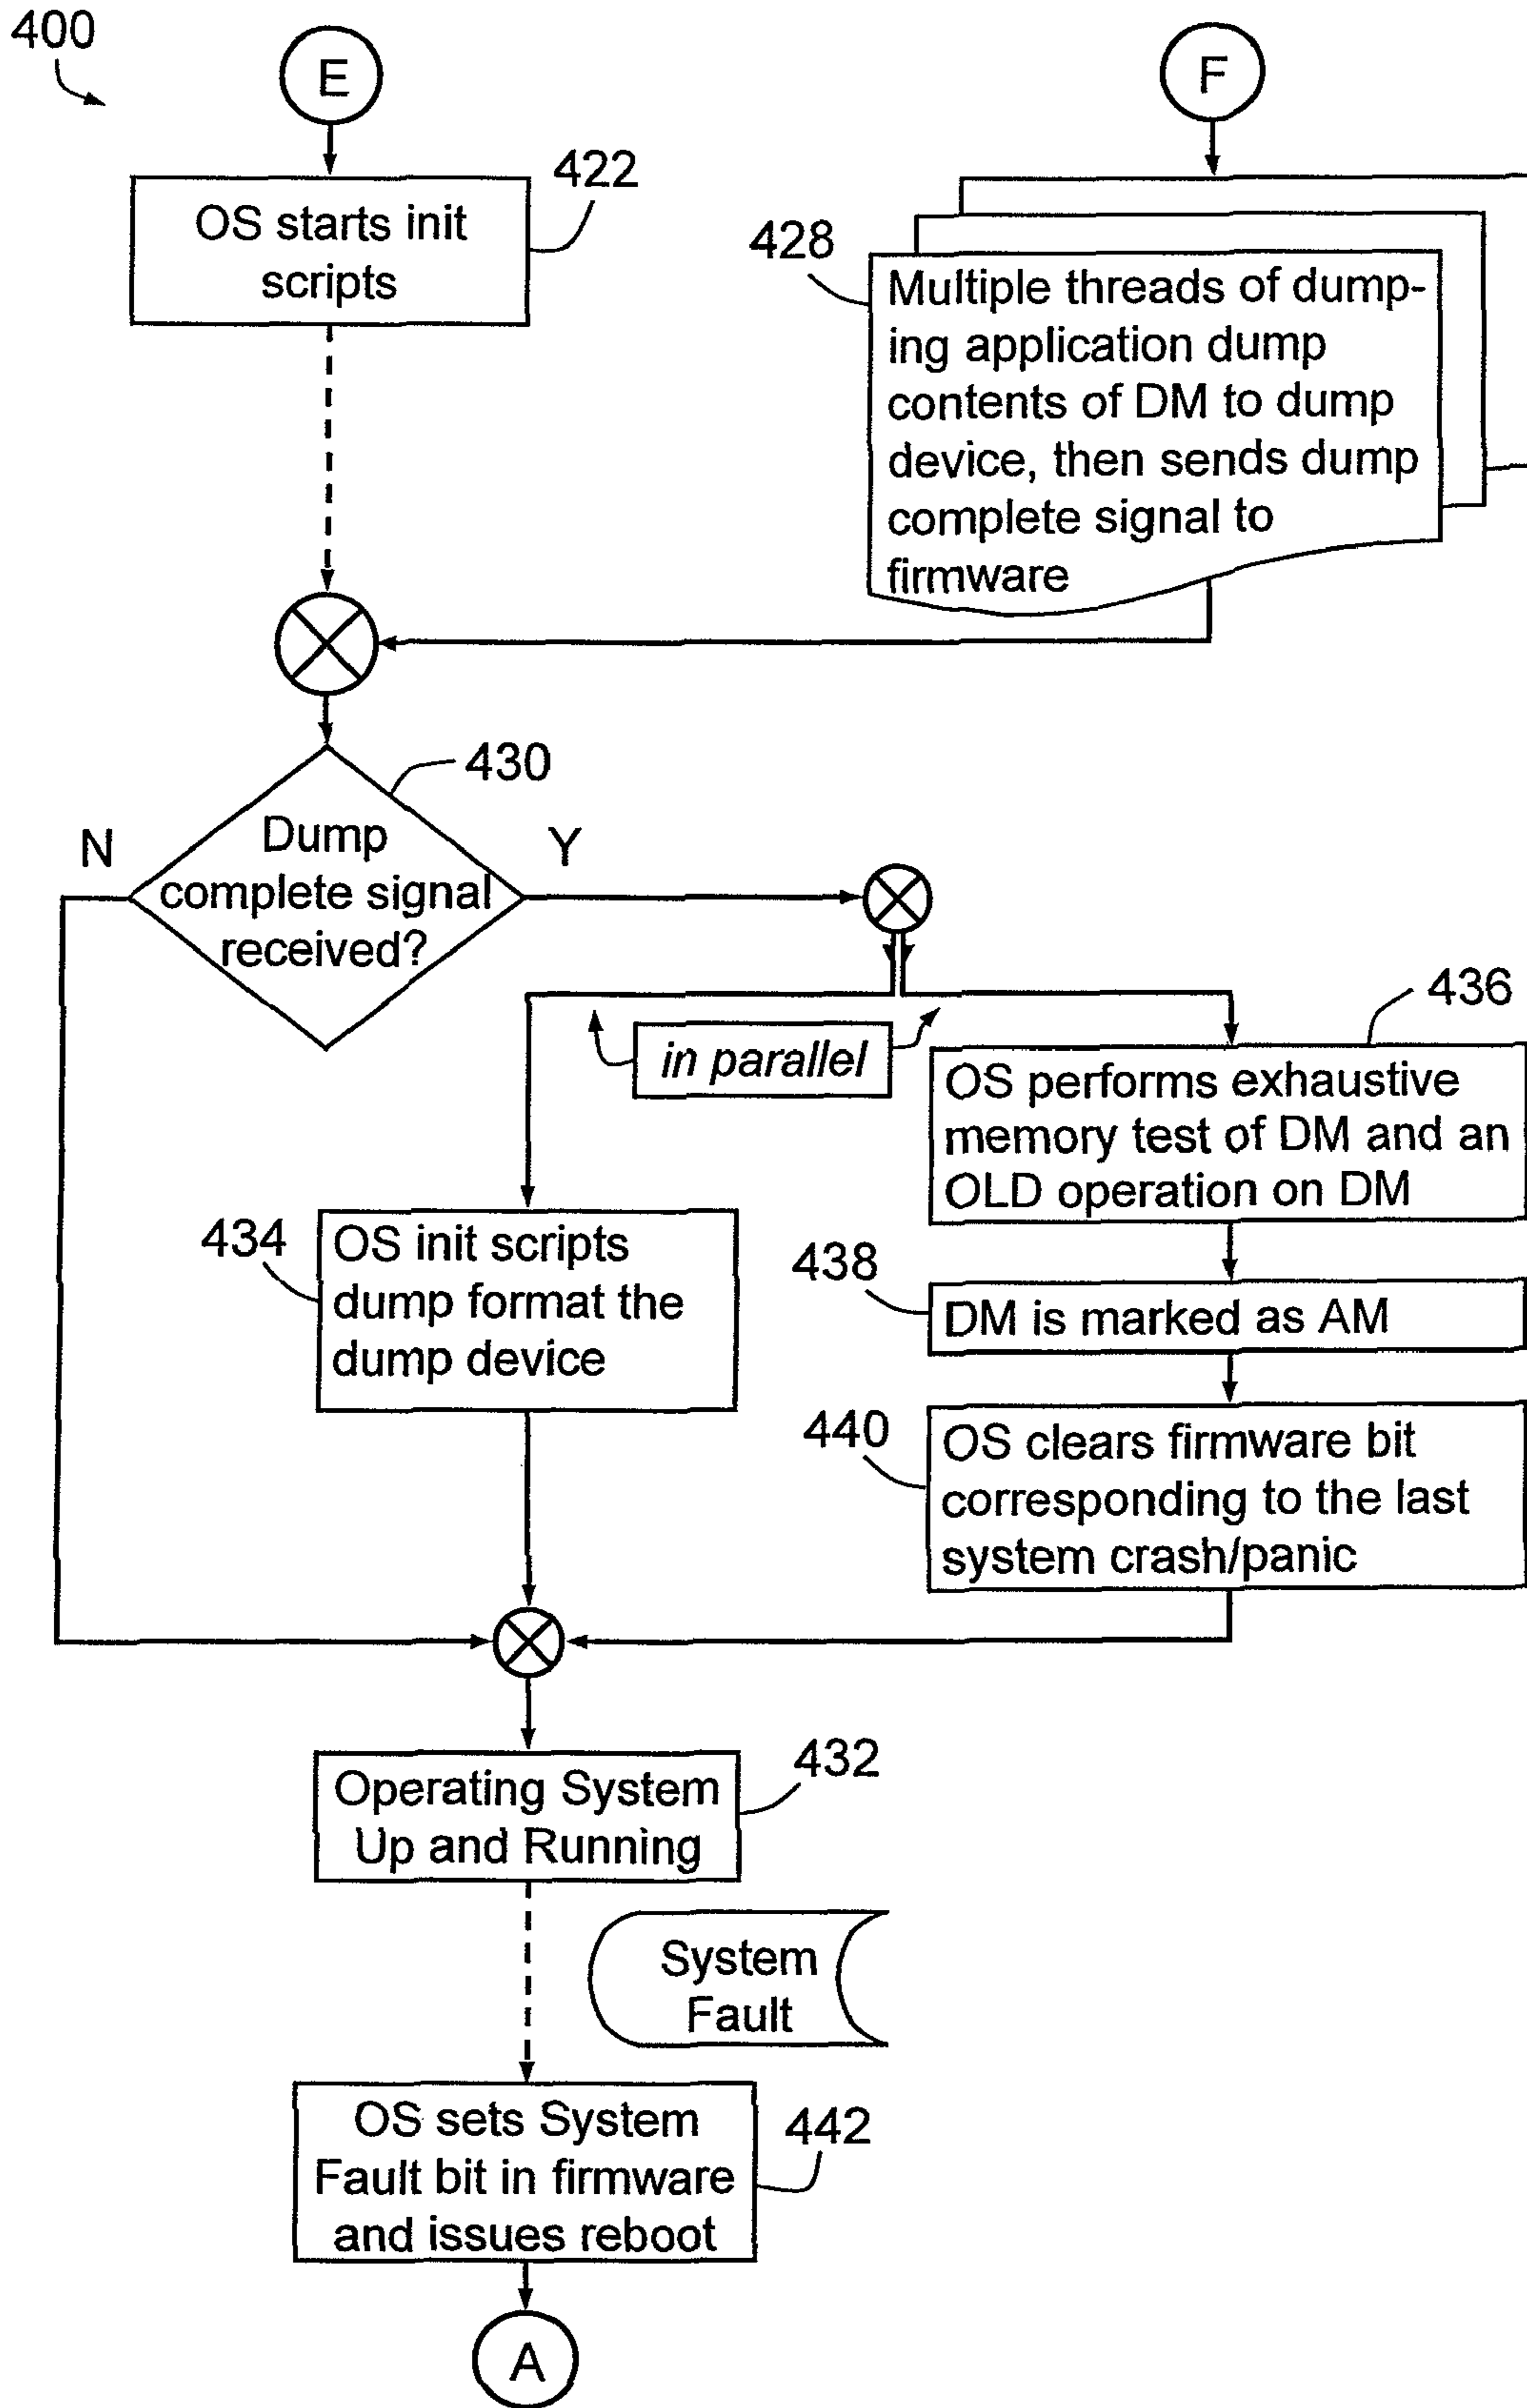 400
E
F
OS starts init
scripts
422
428
Multiple threads of dump-
ing application dump
contents of DM to dump
device, then sends dump
complete signal to
firmware
430
N
Dump
complete signal
received?
Y
in parallel
436
OS performs exhaustive
memory test of DM and an
OLD operation on DM
434
OS init scripts
dump format the
dump device
438
DM is marked as AM
440
OS clears firmware bit
corresponding to the last
system crash/panic
Operating System
Up and Running
432
System
Fault
OS sets System
Fault bit in firmware
and issues reboot
442
A